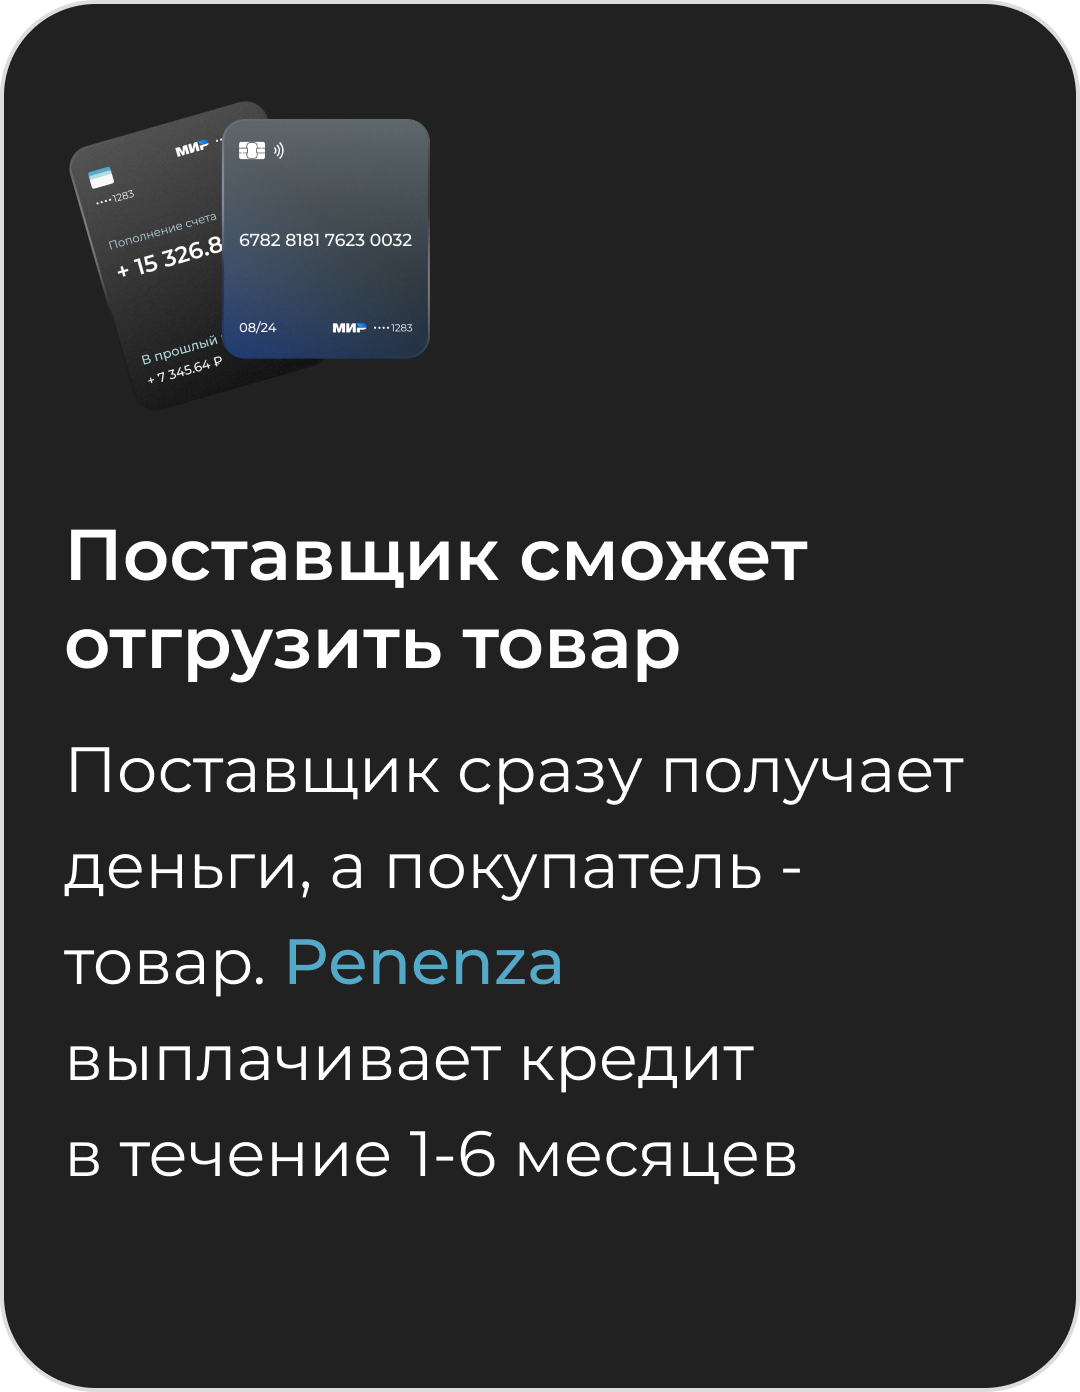 МИР ••
•••• 1283
Пополнение счета
+ 15 326.8
В прошлый
+ 7 345.64 ₽
6782 8181 7623 0032
08/24 МИР •••• 1283
Поставщик сможет
отгрузить товар
Поставщик сразу получает
деньги, а покупатель -
товар. Penenza
выплачивает кредит
в течение 1-6 месяцев